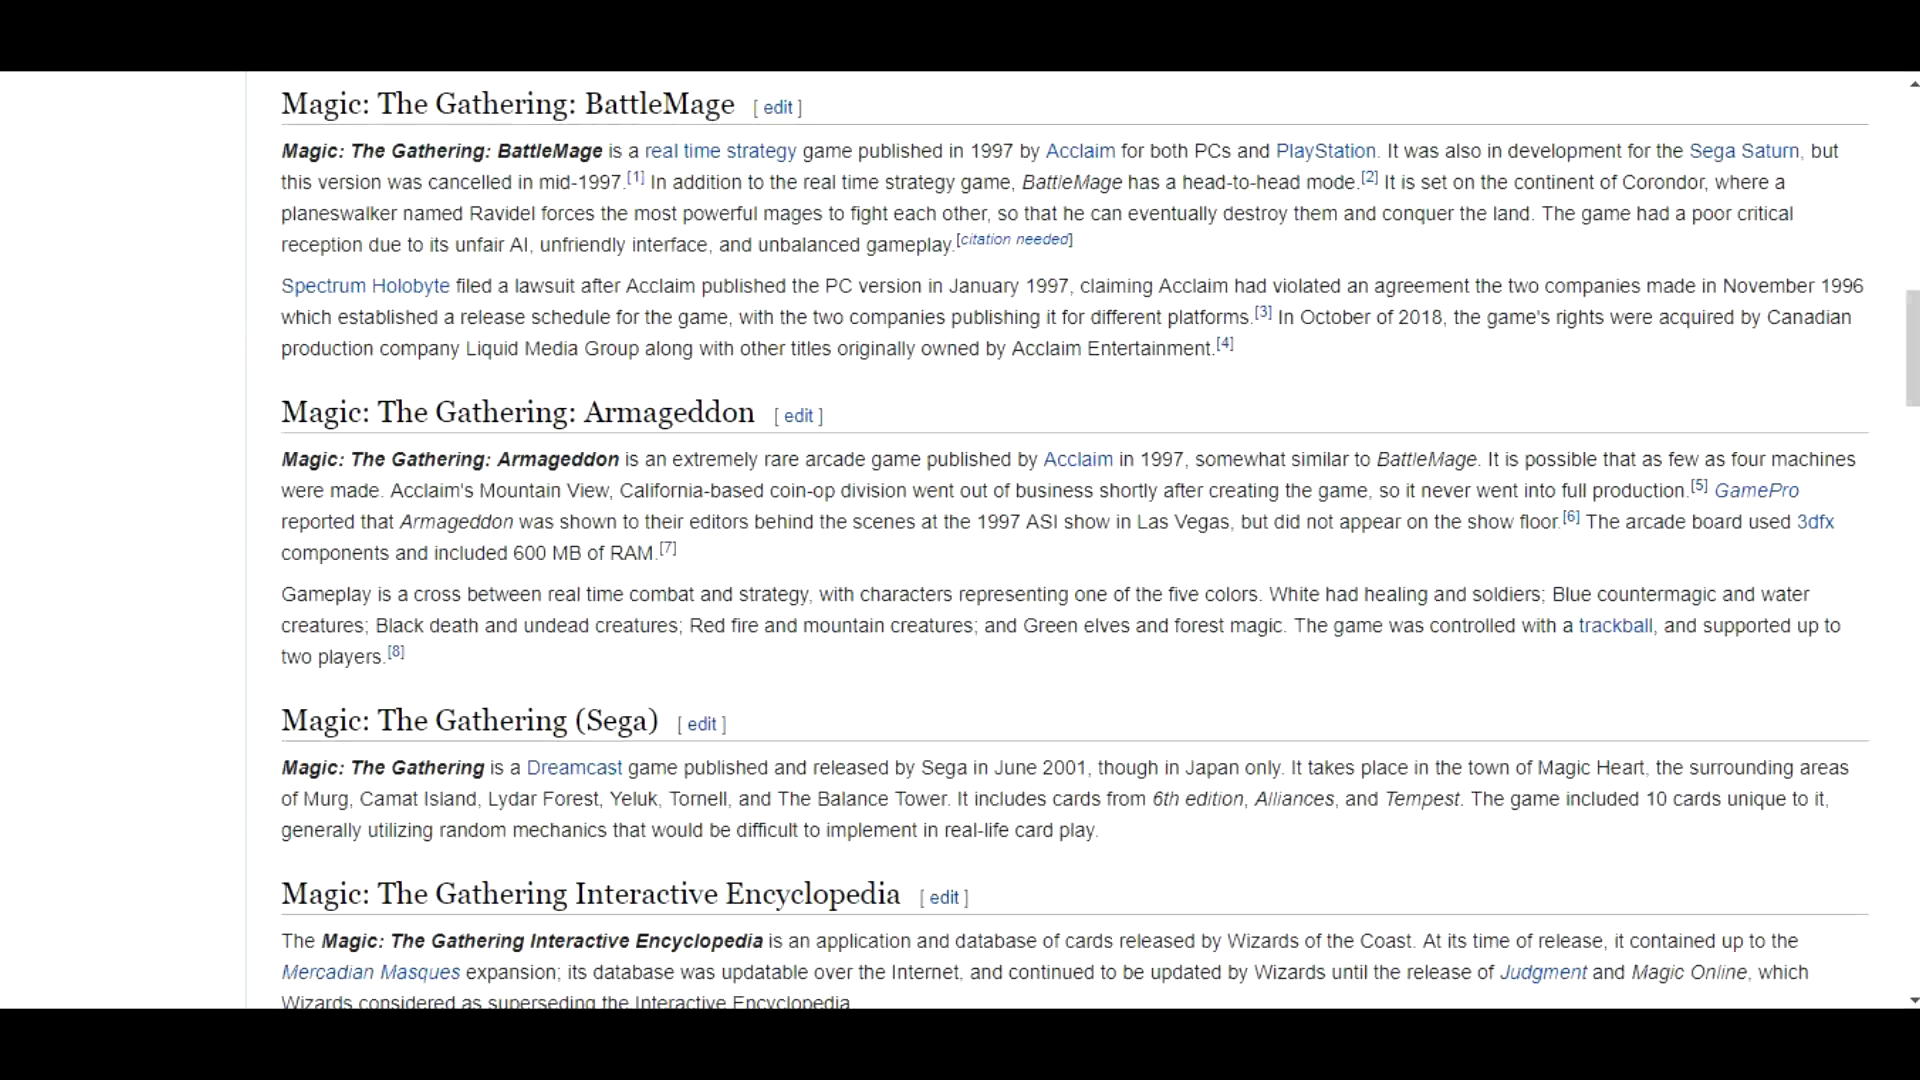 Magic: The Gathering: BattleMage [ edit ]
Magic: The Gathering: BattleMage is a real time strategy game published in 1997 by Acclaim for both PCs and PlayStation. It was also in development for the Sega Saturn, but
this version was cancelled in mid-1997.[1] In addition to the real time strategy game, BattleMage has a head-to-head mode.[2] It is set on the continent of Corondor, where a
planeswalker named Ravidel forces the most powerful mages to fight each other, so that he can eventually destroy them and conquer the land. The game had a poor critical
reception due to its unfair AI, unfriendly interface, and unbalanced gameplay.[citation needed]
Spectrum Holobyte filed a lawsuit after Acclaim published the PC version in January 1997, claiming Acclaim had violated an agreement the two companies made in November 1996
which established a release schedule for the game, with the two companies publishing it for different platforms.[3] In October of 2018, the game's rights were acquired by Canadian
production company Liquid Media Group along with other titles originally owned by Acclaim Entertainment.[4]
Magic: The Gathering: Armageddon [ edit ]
Magic: The Gathering: Armageddon is an extremely rare arcade game published by Acclaim in 1997, somewhat similar to BattleMage. It is possible that as few as four machines
were made. Acclaim's Mountain View, California-based coin-op division went out of business shortly after creating the game, so it never went into full production.[5] GamePro
reported that Armageddon was shown to their editors behind the scenes at the 1997 ASI show in Las Vegas, but did not appear on the show floor.[6] The arcade board used 3dfx
components and included 600 MB of RAM.[7]
Gameplay is a cross between real time combat and strategy, with characters representing one of the five colors. White had healing and soldiers; Blue countermagic and water
creatures; Black death and undead creatures; Red fire and mountain creatures; and Green elves and forest magic. The game was controlled with a trackball, and supported up to
two players.[8]
Magic: The Gathering (Sega) [ edit ]
Magic: The Gathering is a Dreamcast game published and released by Sega in June 2001, though in Japan only. It takes place in the town of Magic Heart, the surrounding areas
of Murg, Camat Island, Lydar Forest, Yeluk, Tornell, and The Balance Tower. It includes cards from 6th edition, Alliances, and Tempest. The game included 10 cards unique to it,
generally utilizing random mechanics that would be difficult to implement in real-life card play.
Magic: The Gathering Interactive Encyclopedia [ edit ]
The Magic: The Gathering Interactive Encyclopedia is an application and database of cards released by Wizards of the Coast. At its time of release, it contained up to the
Mercadian Masques expansion; its database was updatable over the Internet, and continued to be updated by Wizards until the release of Judgment and Magic Online, which
Wizards considered as superseding the Interactive Encyclopedia